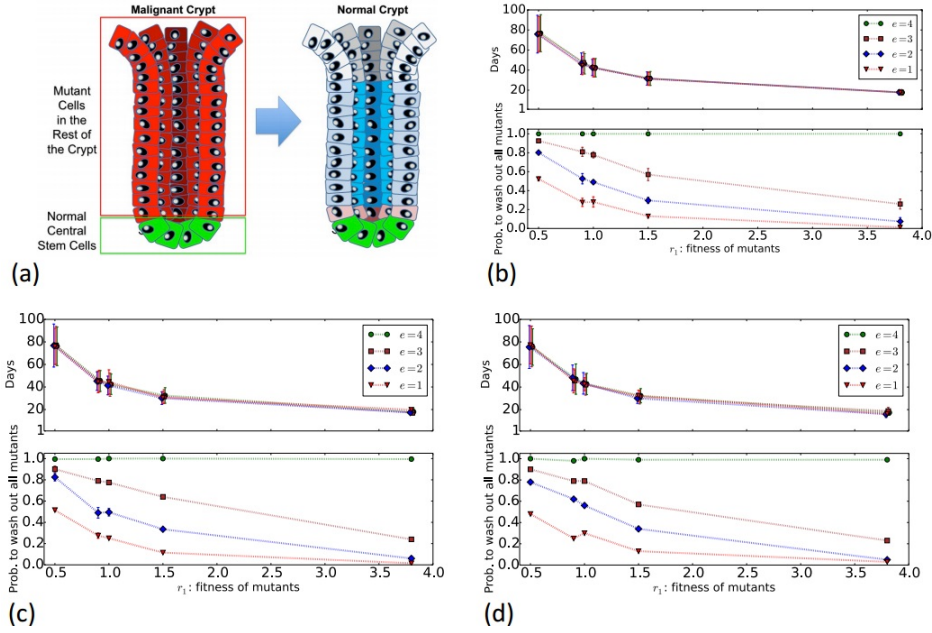 Malignant Crypt
Normal Crypt
Mutant
Cells
in the
Rest of
the Crypt
Normal
Central
Stem Cells
(a)
100
80
60
40
20
1
Days
e=4
e=3
e=2
e=1
1.0
0.8
0.6
0.4
0.2
0.0
Prob. to wash out all mutants
0.5 1.0 1.5 2.0 2.5 3.0 3.5 4.0
r₁: fitness of mutants
(b)
100
80
60
40
20
1
Days
e=4
e=3
e=2
e=1
1.0
0.8
0.6
0.4
0.2
0.0
Prob. to wash out all mutants
0.5 1.0 1.5 2.0 2.5 3.0 3.5 4.0
r₁: fitness of mutants
(c)
100
80
60
40
20
1
Days
e=4
e=3
e=2
e=1
1.0
0.8
0.6
0.4
0.2
0.0
Prob. to wash out all mutants
0.5 1.0 1.5 2.0 2.5 3.0 3.5 4.0
r₁: fitness of mutants
(d)